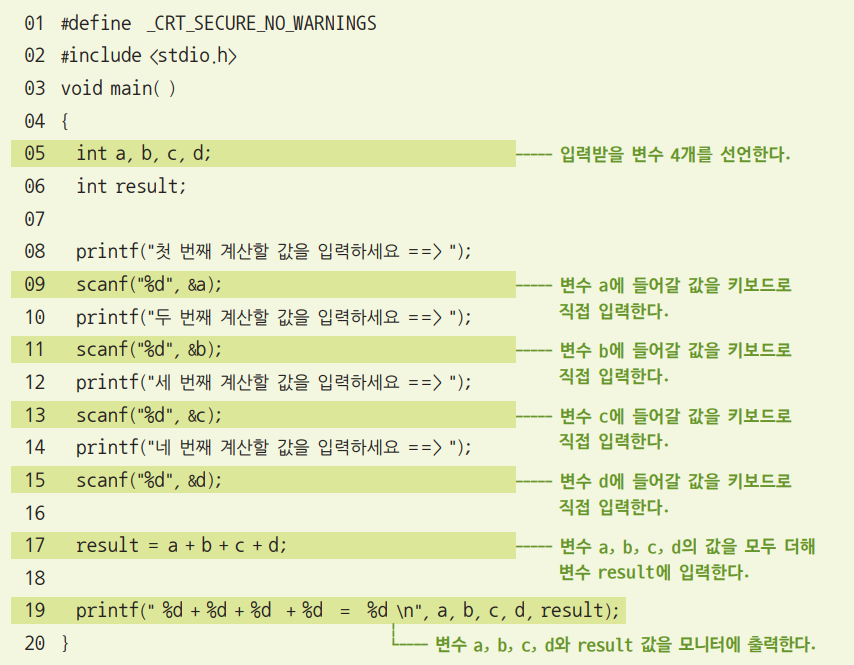 01 #define _CRT_SECURE_NO_WARNINGS
02 #include <stdio.h>
03 void main( )
04 {
05 int a, b, c, d; 입력받을 변수 4개를 선언한다.
06 int result;
07
08 printf("첫 번째 계산할 값을 입력하세요 ==> ");
09 scanf("%d", &a); 변수 a에 들어갈 값을 키보드로
직접 입력한다.
10 printf("두 번째 계산할 값을 입력하세요 ==> ");
11 scanf("%d", &b); 변수 b에 들어갈 값을 키보드로
직접 입력한다.
12 printf("세 번째 계산할 값을 입력하세요 ==> ");
13 scanf("%d", &c); 변수 c에 들어갈 값을 키보드로
직접 입력한다.
14 printf("네 번째 계산할 값을 입력하세요 ==> ");
15 scanf("%d", &d); 변수 d에 들어갈 값을 키보드로
직접 입력한다.
16
17 result = a + b + c + d; 변수 a, b, c, d의 값을 모두 더해
변수 result에 입력한다.
18
19 printf(" %d + %d + %d + %d = %d \n", a, b, c, d, result);
20 }
변수 a, b, c, d와 result 값을 모니터에 출력한다.